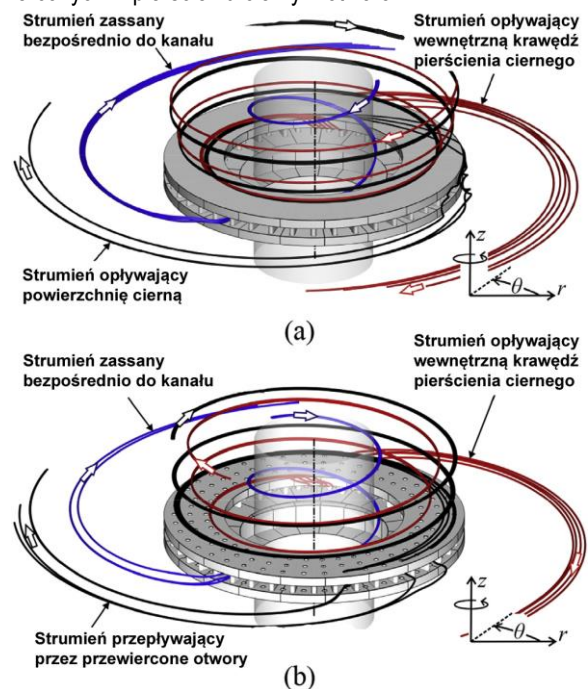 Strumień zassany
bezpośrednio do kanału
Strumień opływający
wewnętrzną krawędź
pierścienia ciernego
Strumień opływający
powierzchnię cierną
z
θ
r
(a)
Strumień zassany
bezpośrednio do kanału
Strumień opływający
wewnętrzną krawędź
pierścienia ciernego
Strumień przepływający
przez przewiercone otwory
z
θ
r
(b)